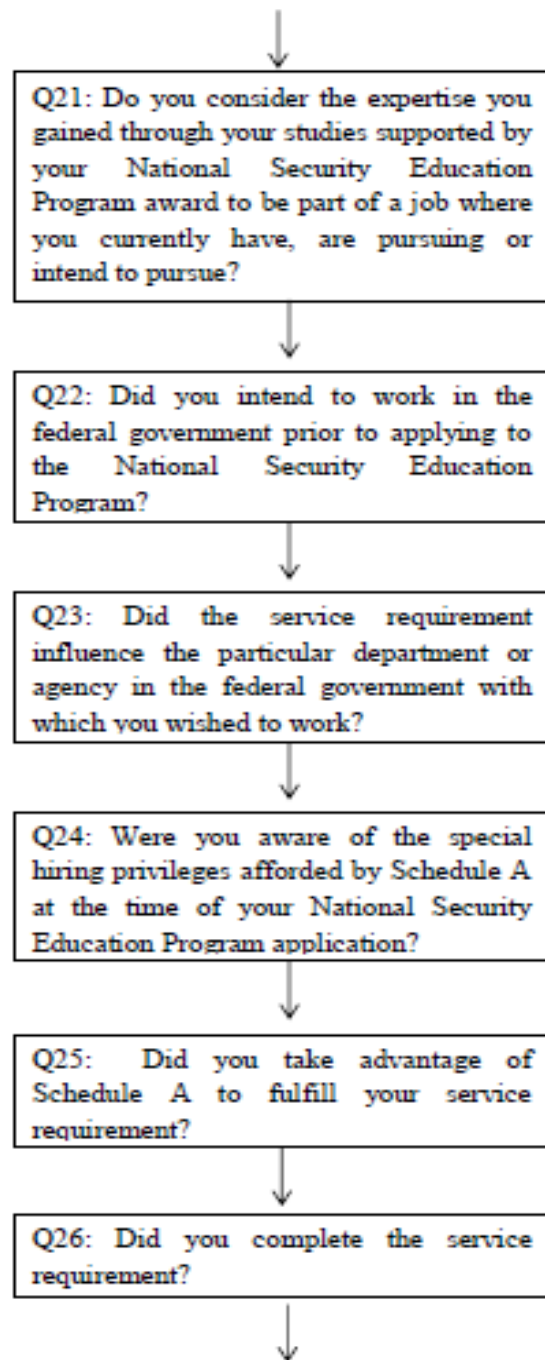 Q21: Do you consider the expertise you
gained through your studies supported by
your National Security Education
Program award to be part of a job where
you currently have, are pursuing or
intend to pursue?
Q22: Did you intend to work in the
federal government prior to applying to
the National Security Education
Program?
Q23: Did the service requirement
influence the particular department or
agency in the federal government with
which you wished to work?
Q24: Were you aware of the special
hiring privileges afforded by Schedule A
at the time of your National Security
Education Program application?
Q25: Did you take advantage of
Schedule A to fulfill your service
requirement?
Q26: Did you complete the service
requirement?